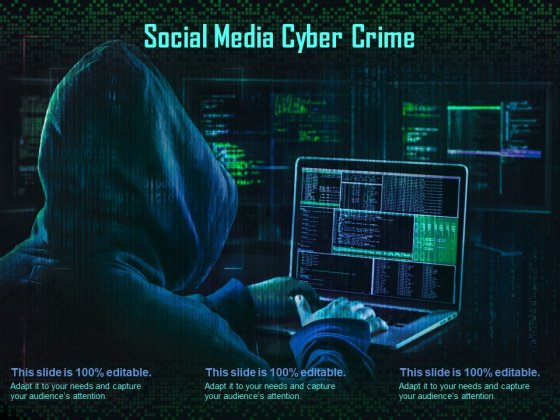 Social Media Cyber Crime
This slide is 100% editable.
Adapt it to your needs and capture
your audience's attention.
This slide is 100% editable.
Adapt it to your needs and capture
your audience's attention.
This slide is 100% editable.
Adapt it to your needs and capture
your audience's attention.